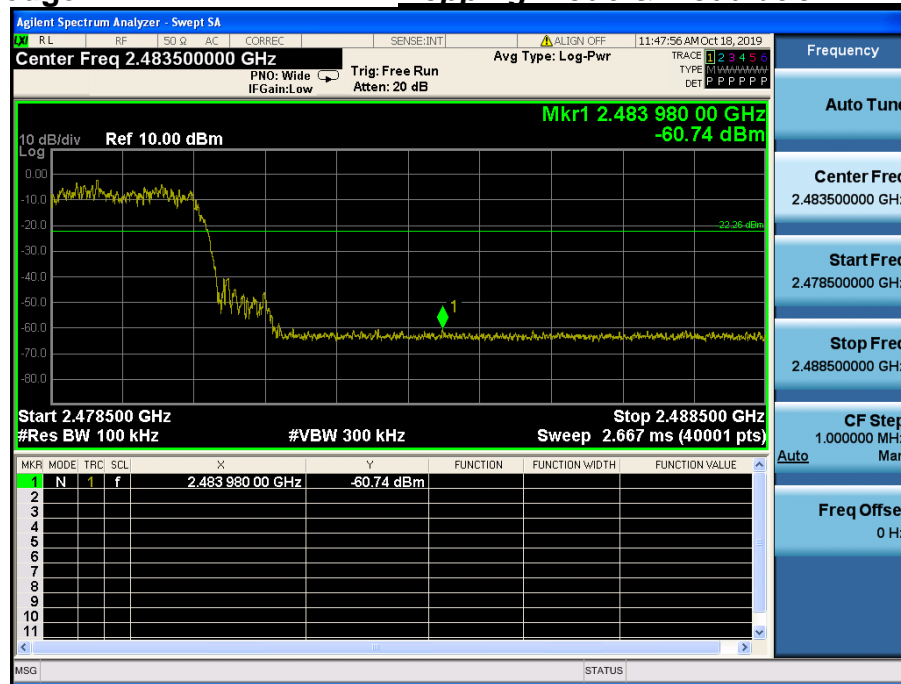 Agilent Spectrum Analyzer - Swept SA
LXI RL RF 50 Ω AC CORREC SENSE:INT ALIGN OFF 11:47:56 AM Oct 18, 2019
Center Freq 2.483500000 GHz
PNO: Wide
IFGain:Low
Trig: Free Run
Atten: 20 dB
Avg Type: Log-Pwr
TRACE 1 2 3 4 5 6
TYPE M WWWWW
DET P P P P P P
Frequency
Mkr1 2.483 980 00 GHz
-60.74 dBm
10 dB/div Ref 10.00 dBm
Log
0.00
-10.0
-20.0
-30.0
-40.0
-50.0
-60.0
-70.0
-80.0
-22.26 dBm
1
Start 2.478500 GHz Stop 2.488500 GHz
#Res BW 100 kHz #VBW 300 kHz Sweep 2.667 ms (40001 pts)
MKR MODE TRC SCL X Y FUNCTION FUNCTION WIDTH FUNCTION VALUE
1 N 1 f 2.483 980 00 GHz -60.74 dBm
2
3
4
5
6
7
8
9
10
11
MSG STATUS
Auto Tune
Center Freq
2.483500000 GHz
Start Freq
2.478500000 GHz
Stop Freq
2.488500000 GHz
CF Step
1.000000 MHz
Auto Man
Freq Offset
0 Hz